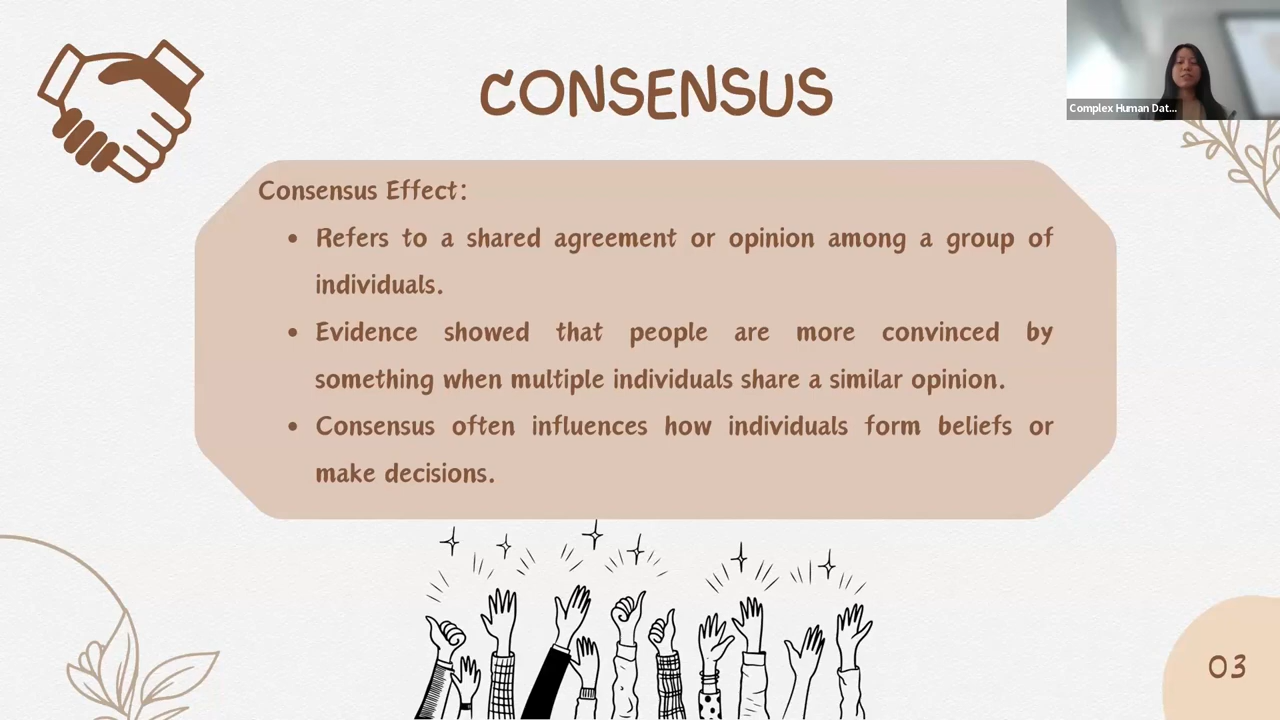 CONSENSUS
Complex Human Dat...
Consensus Effect:
• Refers to a shared agreement or opinion among a group of
individuals.
• Evidence showed that people are more convinced by
something when multiple individuals share a similar opinion.
• Consensus often influences how individuals form beliefs or
make decisions.
03